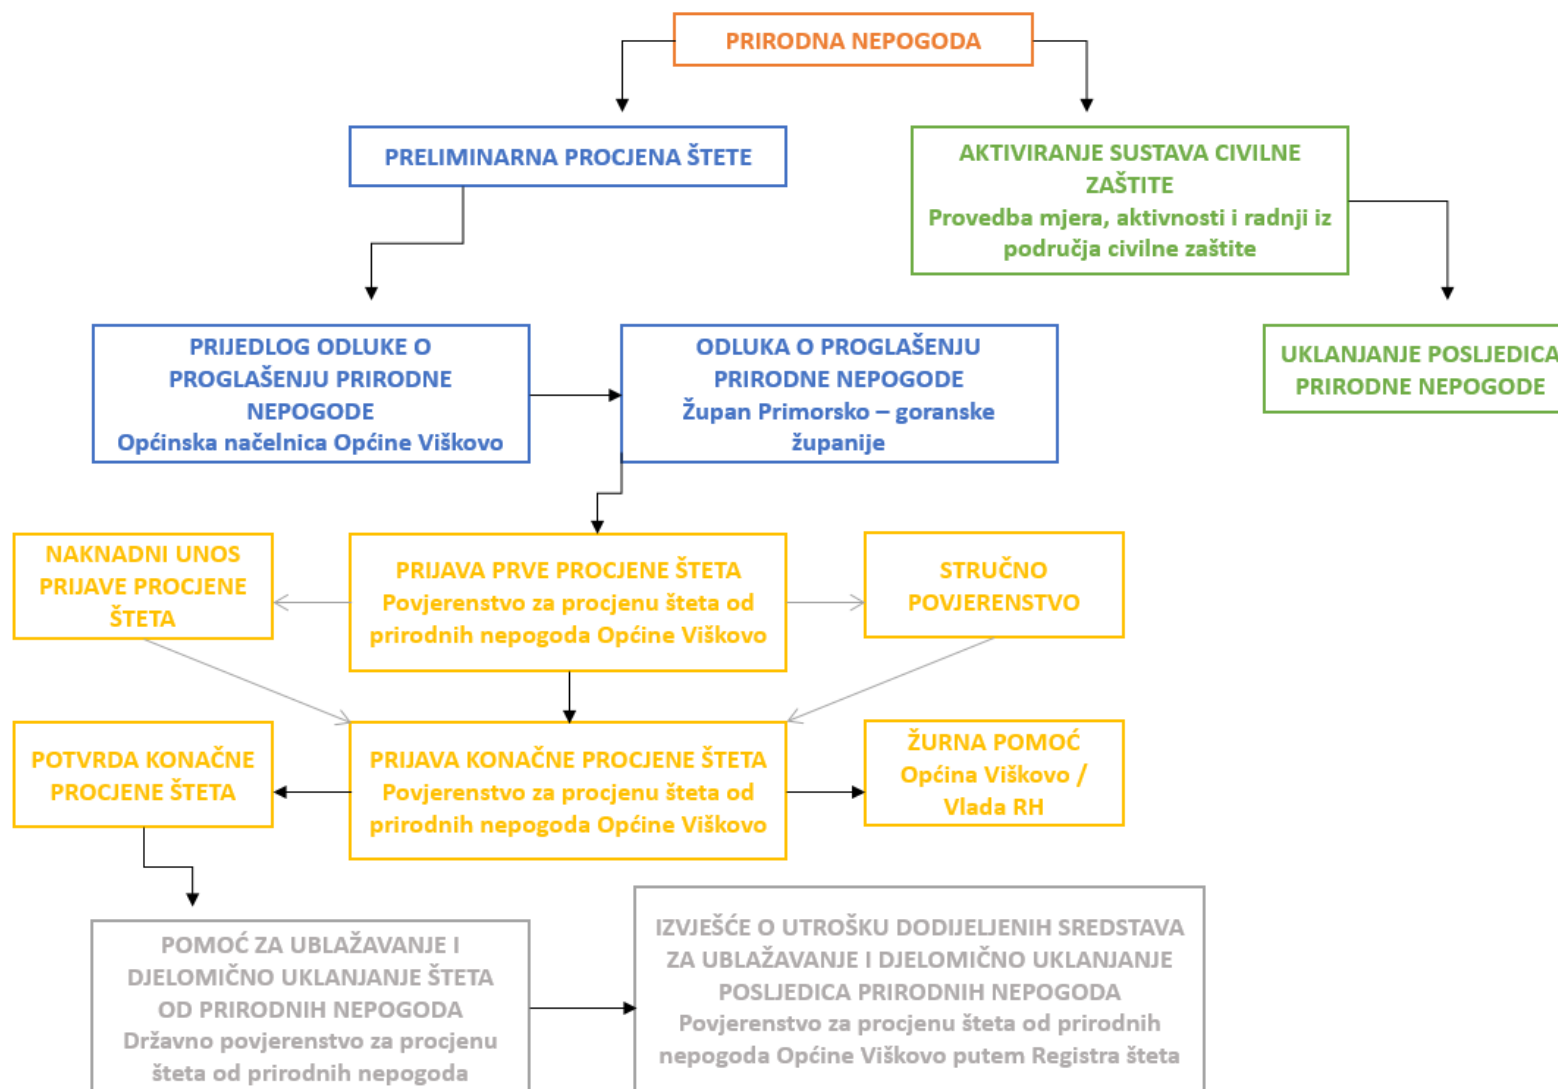 PRIRODNA NEPOGODA
PRELIMINARNA PROCJENA ŠTETE
AKTIVIRANJE SUSTAVA CIVILNE
ZAŠTITE
Provedba mjera, aktivnosti i radnji iz
područja civilne zaštite
PRIJEDLOG ODLUKE O
PROGLAŠENJU PRIRODNE
NEPOGODE
Općinska načelnica Općine Viškovo
ODLUKA O PROGLAŠENJU
PRIRODNE NEPOGODE
Župan Primorsko – goranske
županije
UKLANJANJE POSLJEDICA
PRIRODNE NEPOGODE
NAKNADNI UNOS
PRIJAVE PROCJENE
ŠTETA
PRIJAVA PRVE PROCJENE ŠTETA
Povjerenstvo za procjenu šteta od
prirodnih nepogoda Općine Viškovo
STRUČNO
POVJERENSTVO
POTVRDA KONAČNE
PROCJENE ŠTETA
PRIJAVA KONAČNE PROCJENE ŠTETA
Povjerenstvo za procjenu šteta od
prirodnih nepogoda Općine Viškovo
ŽURNA POMOĆ
Općina Viškovo /
Vlada RH
POMOĆ ZA UBLAŽAVANJE I
DJELOMIČNO UKLANJANJE ŠTETA
OD PRIRODNIH NEPOGODA
Državno povjerenstvo za procjenu
šteta od prirodnih nepogoda
IZVJEŠĆE O UTROŠKU DODIJELJENIH SREDSTAVA
ZA UBLAŽAVANJE I DJELOMIČNO UKLANJANJE
POSLJEDICA PRIRODNIH NEPOGODA
Povjerenstvo za procjenu šteta od prirodnih
nepogoda Općine Viškovo putem Registra šteta